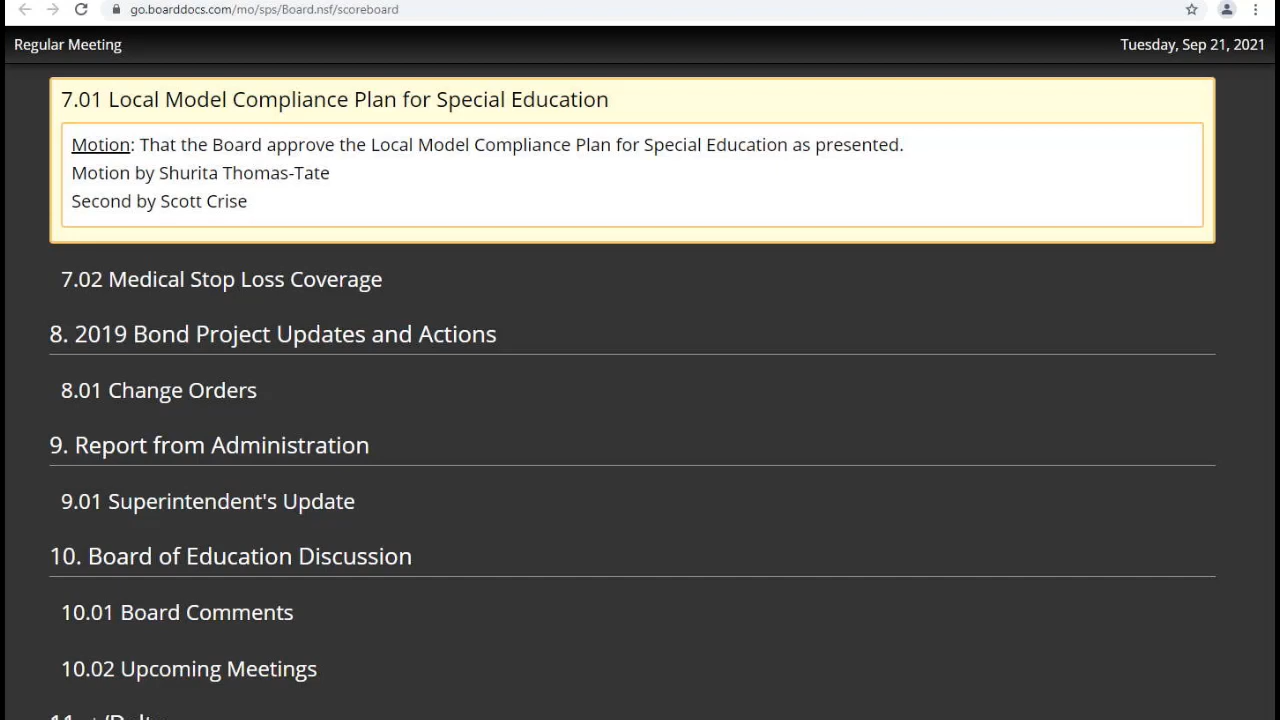 go.boarddocs.com/mo/sps/Board.nsf/scoreboard
Regular Meeting
Tuesday, Sep 21, 2021
7.01 Local Model Compliance Plan for Special Education
Motion: That the Board approve the Local Model Compliance Plan for Special Education as presented.
Motion by Shurita Thomas-Tate
Second by Scott Crise
7.02 Medical Stop Loss Coverage
8. 2019 Bond Project Updates and Actions
8.01 Change Orders
9. Report from Administration
9.01 Superintendent's Update
10. Board of Education Discussion
10.01 Board Comments
10.02 Upcoming Meetings